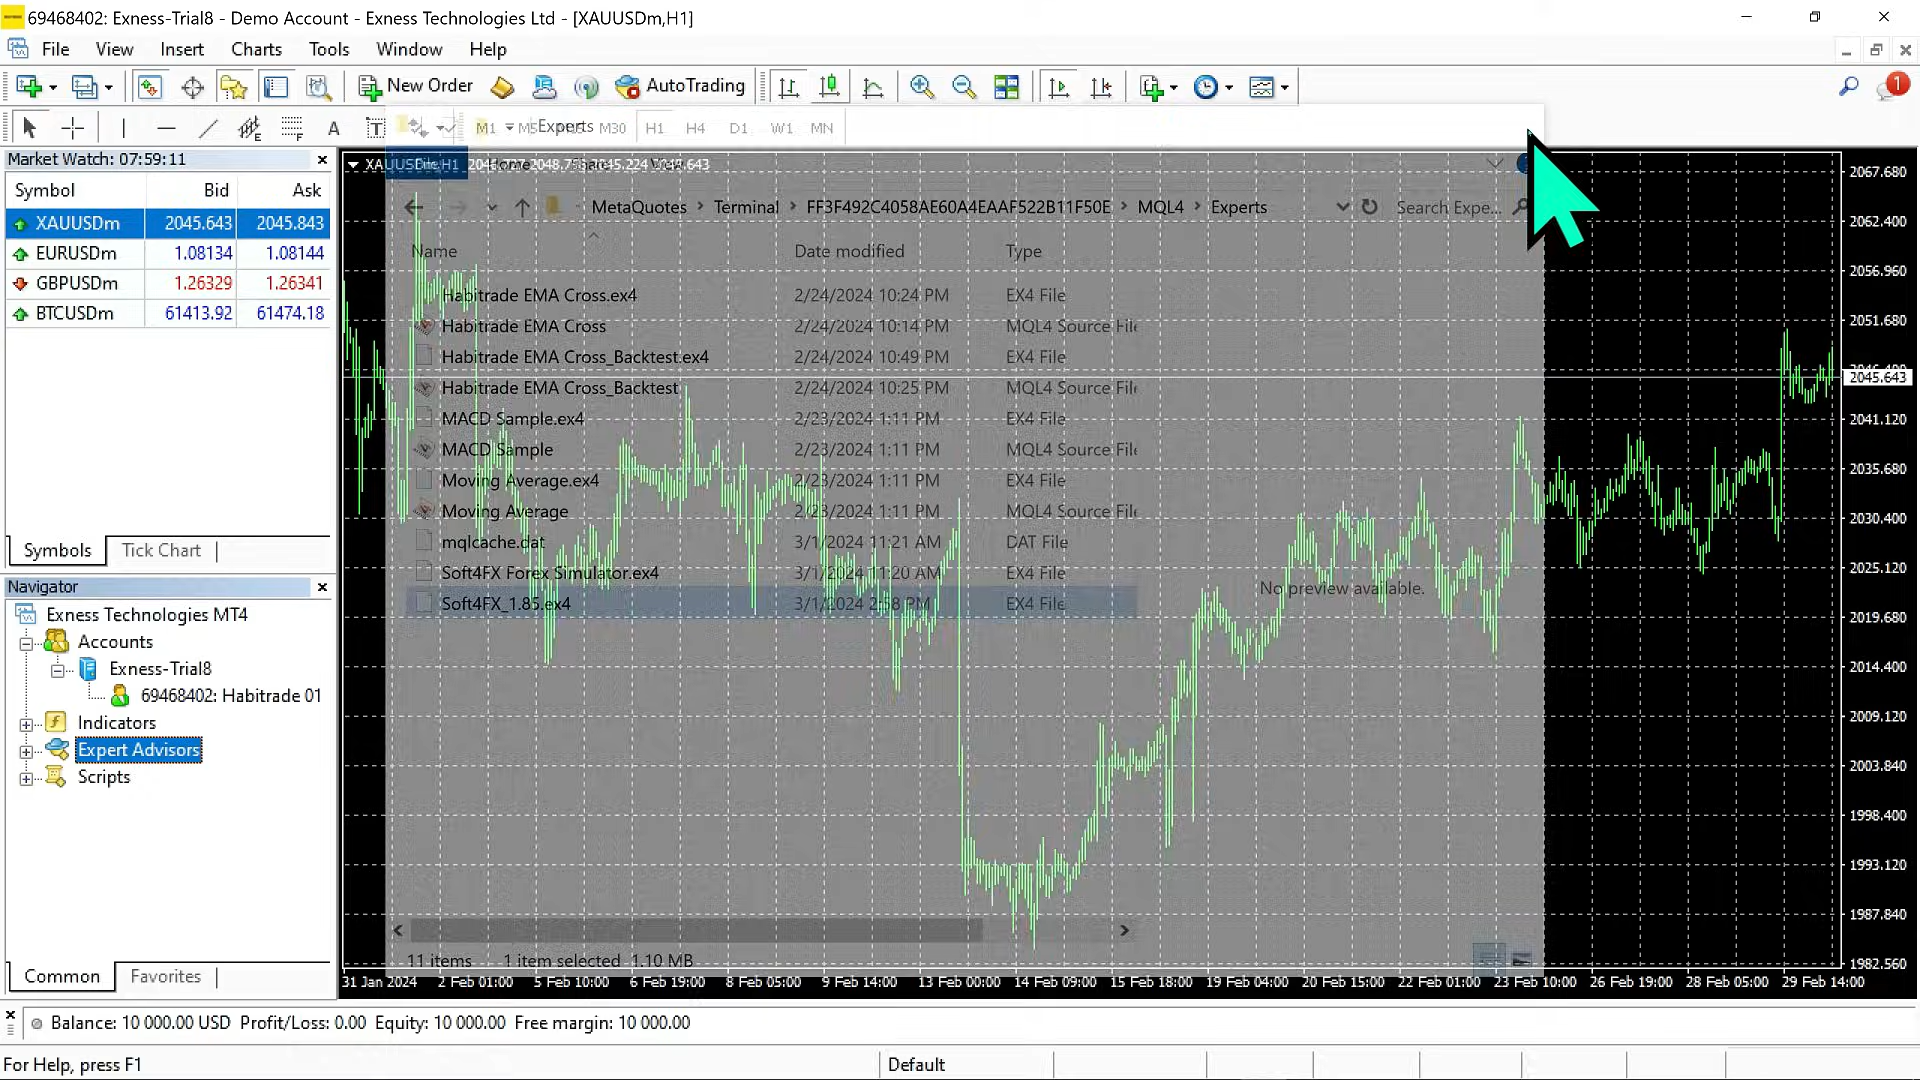 69468402: Exness-Trial8 - Demo Account - Exness Technologies Ltd - [XAUUSDm,H1]
File View Insert Charts Tools Window Help
New Order AutoTrading 1
A T M1 M5 Experts M30 H1 H4 D1 W1 MN
Market Watch: 07:59:11
Symbol Bid Ask
XAUUSDm 2045.643 2045.843
EURUSDm 1.08134 1.08144
GBPUSDm 1.26329 1.26341
BTCUSDm 61413.92 61474.18
Symbols Tick Chart
Navigator
Exness Technologies MT4
Accounts
Exness-Trial8
69468402: Habitrade 01
Indicators
Expert Advisors
Scripts
Common Favorites
MetaQuotes Terminal FF3F492C4058AE60A4EAAF522B11F50E MQL4 Experts Search Expe...
Name Date modified Type
Habitrade EMA Cross.ex4 2/24/2024 10:24 PM EX4 File
Habitrade EMA Cross 2/24/2024 10:14 PM MQL4 Source File
Habitrade EMA Cross_Backtest.ex4 2/24/2024 10:49 PM EX4 File
Habitrade EMA Cross_Backtest 2/24/2024 10:25 PM MQL4 Source File
MACD Sample.ex4 2/23/2024 1:11 PM EX4 File
MACD Sample 2/23/2024 1:11 PM MQL4 Source File
Moving Average.ex4 2/23/2024 1:11 PM EX4 File
Moving Average 2/23/2024 1:11 PM MQL4 Source File
mqlcache.dat 3/1/2024 11:21 AM DAT File
Soft4FX Forex Simulator.ex4 3/1/2024 11:20 AM EX4 File
Soft4FX_1.85.ex4 3/1/2024 2:58 PM EX4 File
No preview available.
11 items 1 item selected 1.10 MB
2067.680
2062.400
2056.960
2051.680
2045.643
2041.120
2035.680
2030.400
2025.120
2019.680
2014.400
2009.120
2003.840
1998.400
1993.120
1987.840
1982.560
31 Jan 2024 2 Feb 01:00 5 Feb 10:00 6 Feb 19:00 8 Feb 05:00 9 Feb 14:00 13 Feb 00:00 14 Feb 09:00 15 Feb 18:00 19 Feb 04:00 20 Feb 15:00 22 Feb 01:00 23 Feb 10:00 26 Feb 19:00 28 Feb 05:00 29 Feb 14:00
Balance: 10 000.00 USD Profit/Loss: 0.00 Equity: 10 000.00 Free margin: 10 000.00
For Help, press F1 Default